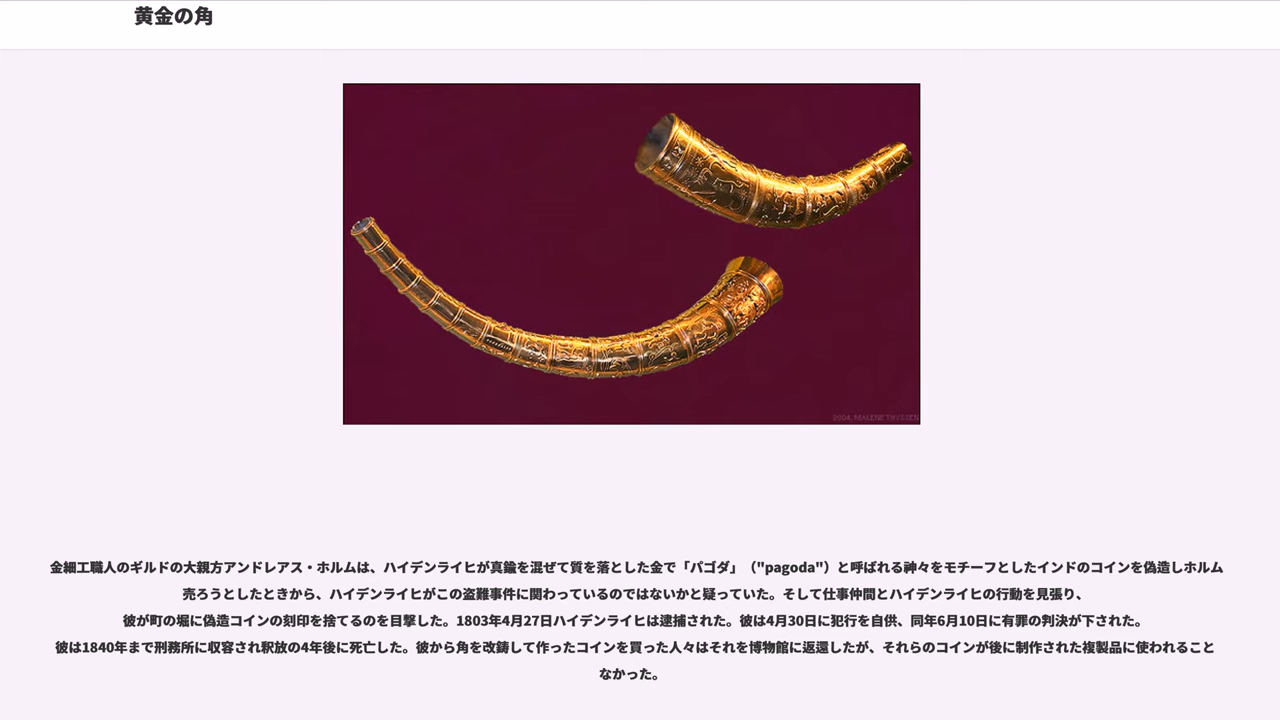 黄金の角
2004, MALENE THYSSEN
金細工職人のギルドの大親方アンドレアス・ホルムは、ハイデンライヒが真鍮を混ぜて質を落とした金で「パゴダ」（"pagoda"）と呼ばれる神々をモチーフとしたインドのコインを偽造しホルム
売ろうとしたときから、ハイデンライヒがこの盗難事件に関わっているのではないかと疑っていた。そして仕事仲間とハイデンライヒの行動を見張り、
彼が町の堀に偽造コインの刻印を捨てるのを目撃した。1803年4月27日ハイデンライヒは逮捕された。彼は4月30日に犯行を自供、同年6月10日に有罪の判決が下された。
彼は1840年まで刑務所に収容され釈放の4年後に死亡した。彼から角を改鋳して作ったコインを買った人々はそれを博物館に返還したが、それらのコインが後に制作された複製品に使われること
なかった。